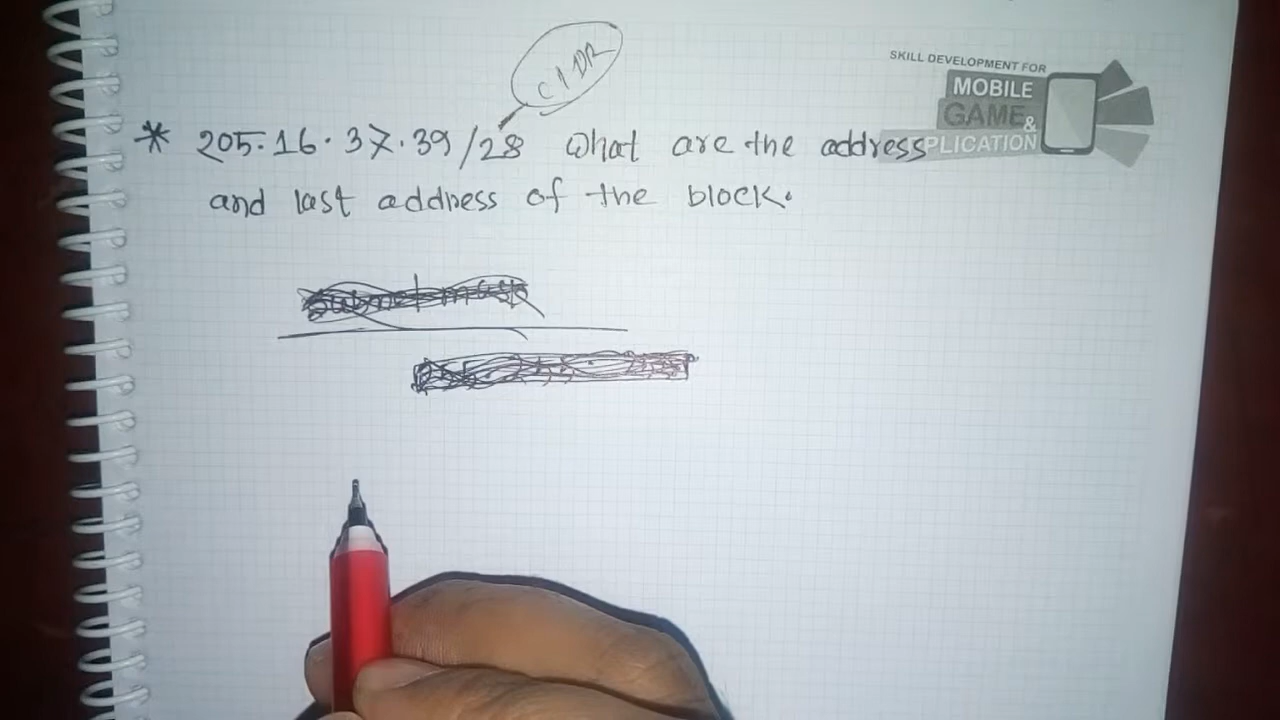 CIDR
SKILL DEVELOPMENT FOR
MOBILE
GAME &
PLICATION
* 205.16.37.39/28 What are the address
and last address of the block.